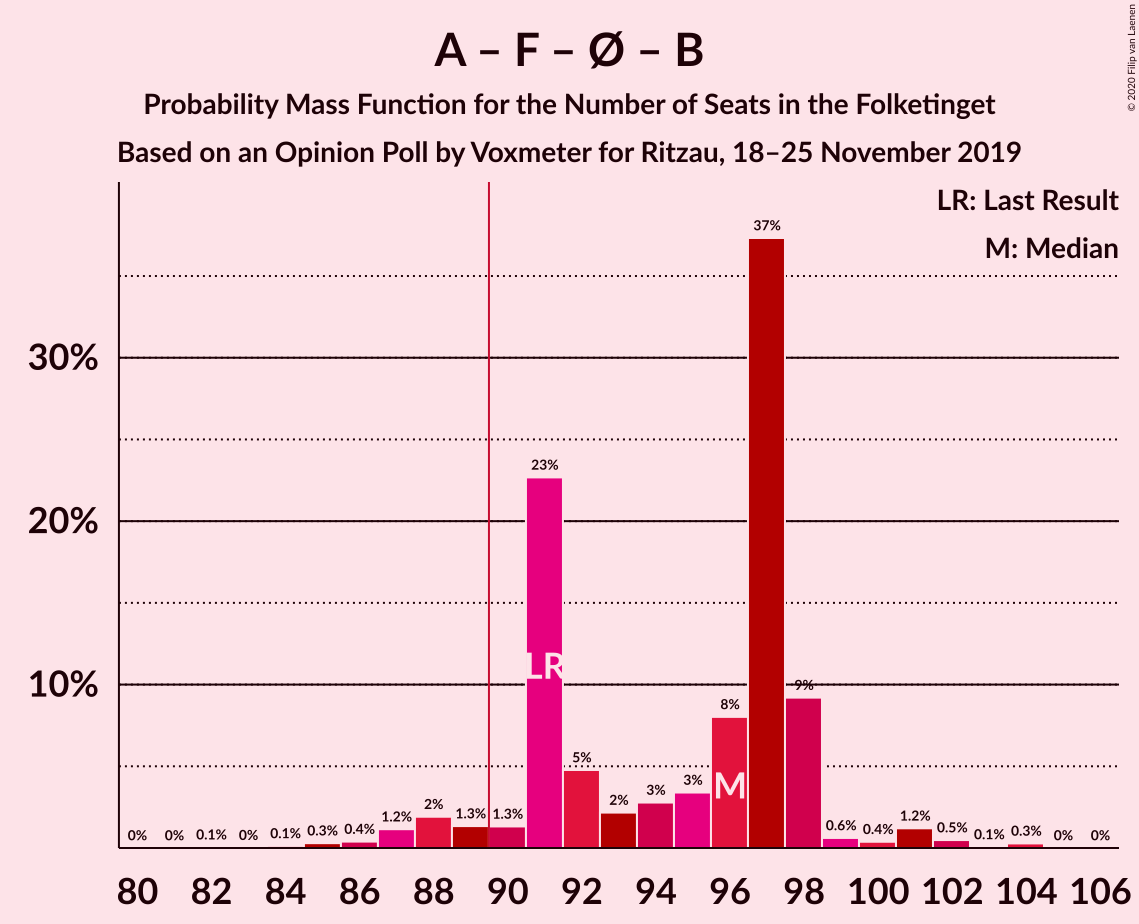 A – F – Ø – B
Probability Mass Function for the Number of Seats in the Folketinget
Based on an Opinion Poll by Voxmeter for Ritzau, 18–25 November 2019
© 2020 Filip van Laenen
LR: Last Result
M: Median
37%
30%
23%
20%
LR
10%
9%
8%
M
5%
3%
3%
2%
2%
1.3%
1.3%
1.2%
1.2%
0% 0% 0.1% 0% 0.1% 0.3% 0.4%
0.6% 0.4% 0.5% 0.1% 0.3% 0% 0%
80 82 84 86 88 90 92 94 96 98 100 102 104 106